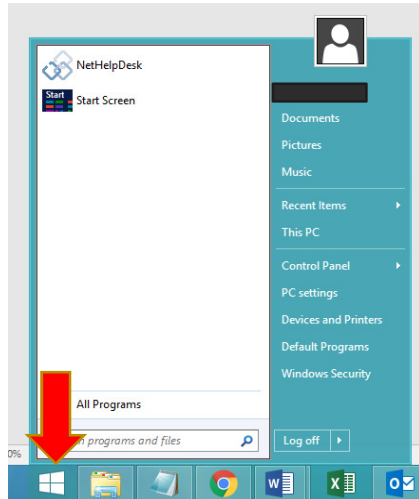 NetHelpDesk
Start
Start Screen
Documents
Pictures
Music
Recent Items
This PC
Control Panel
PC settings
Devices and Printers
Default Programs
Windows Security
All Programs
programs and files
Log off
0%